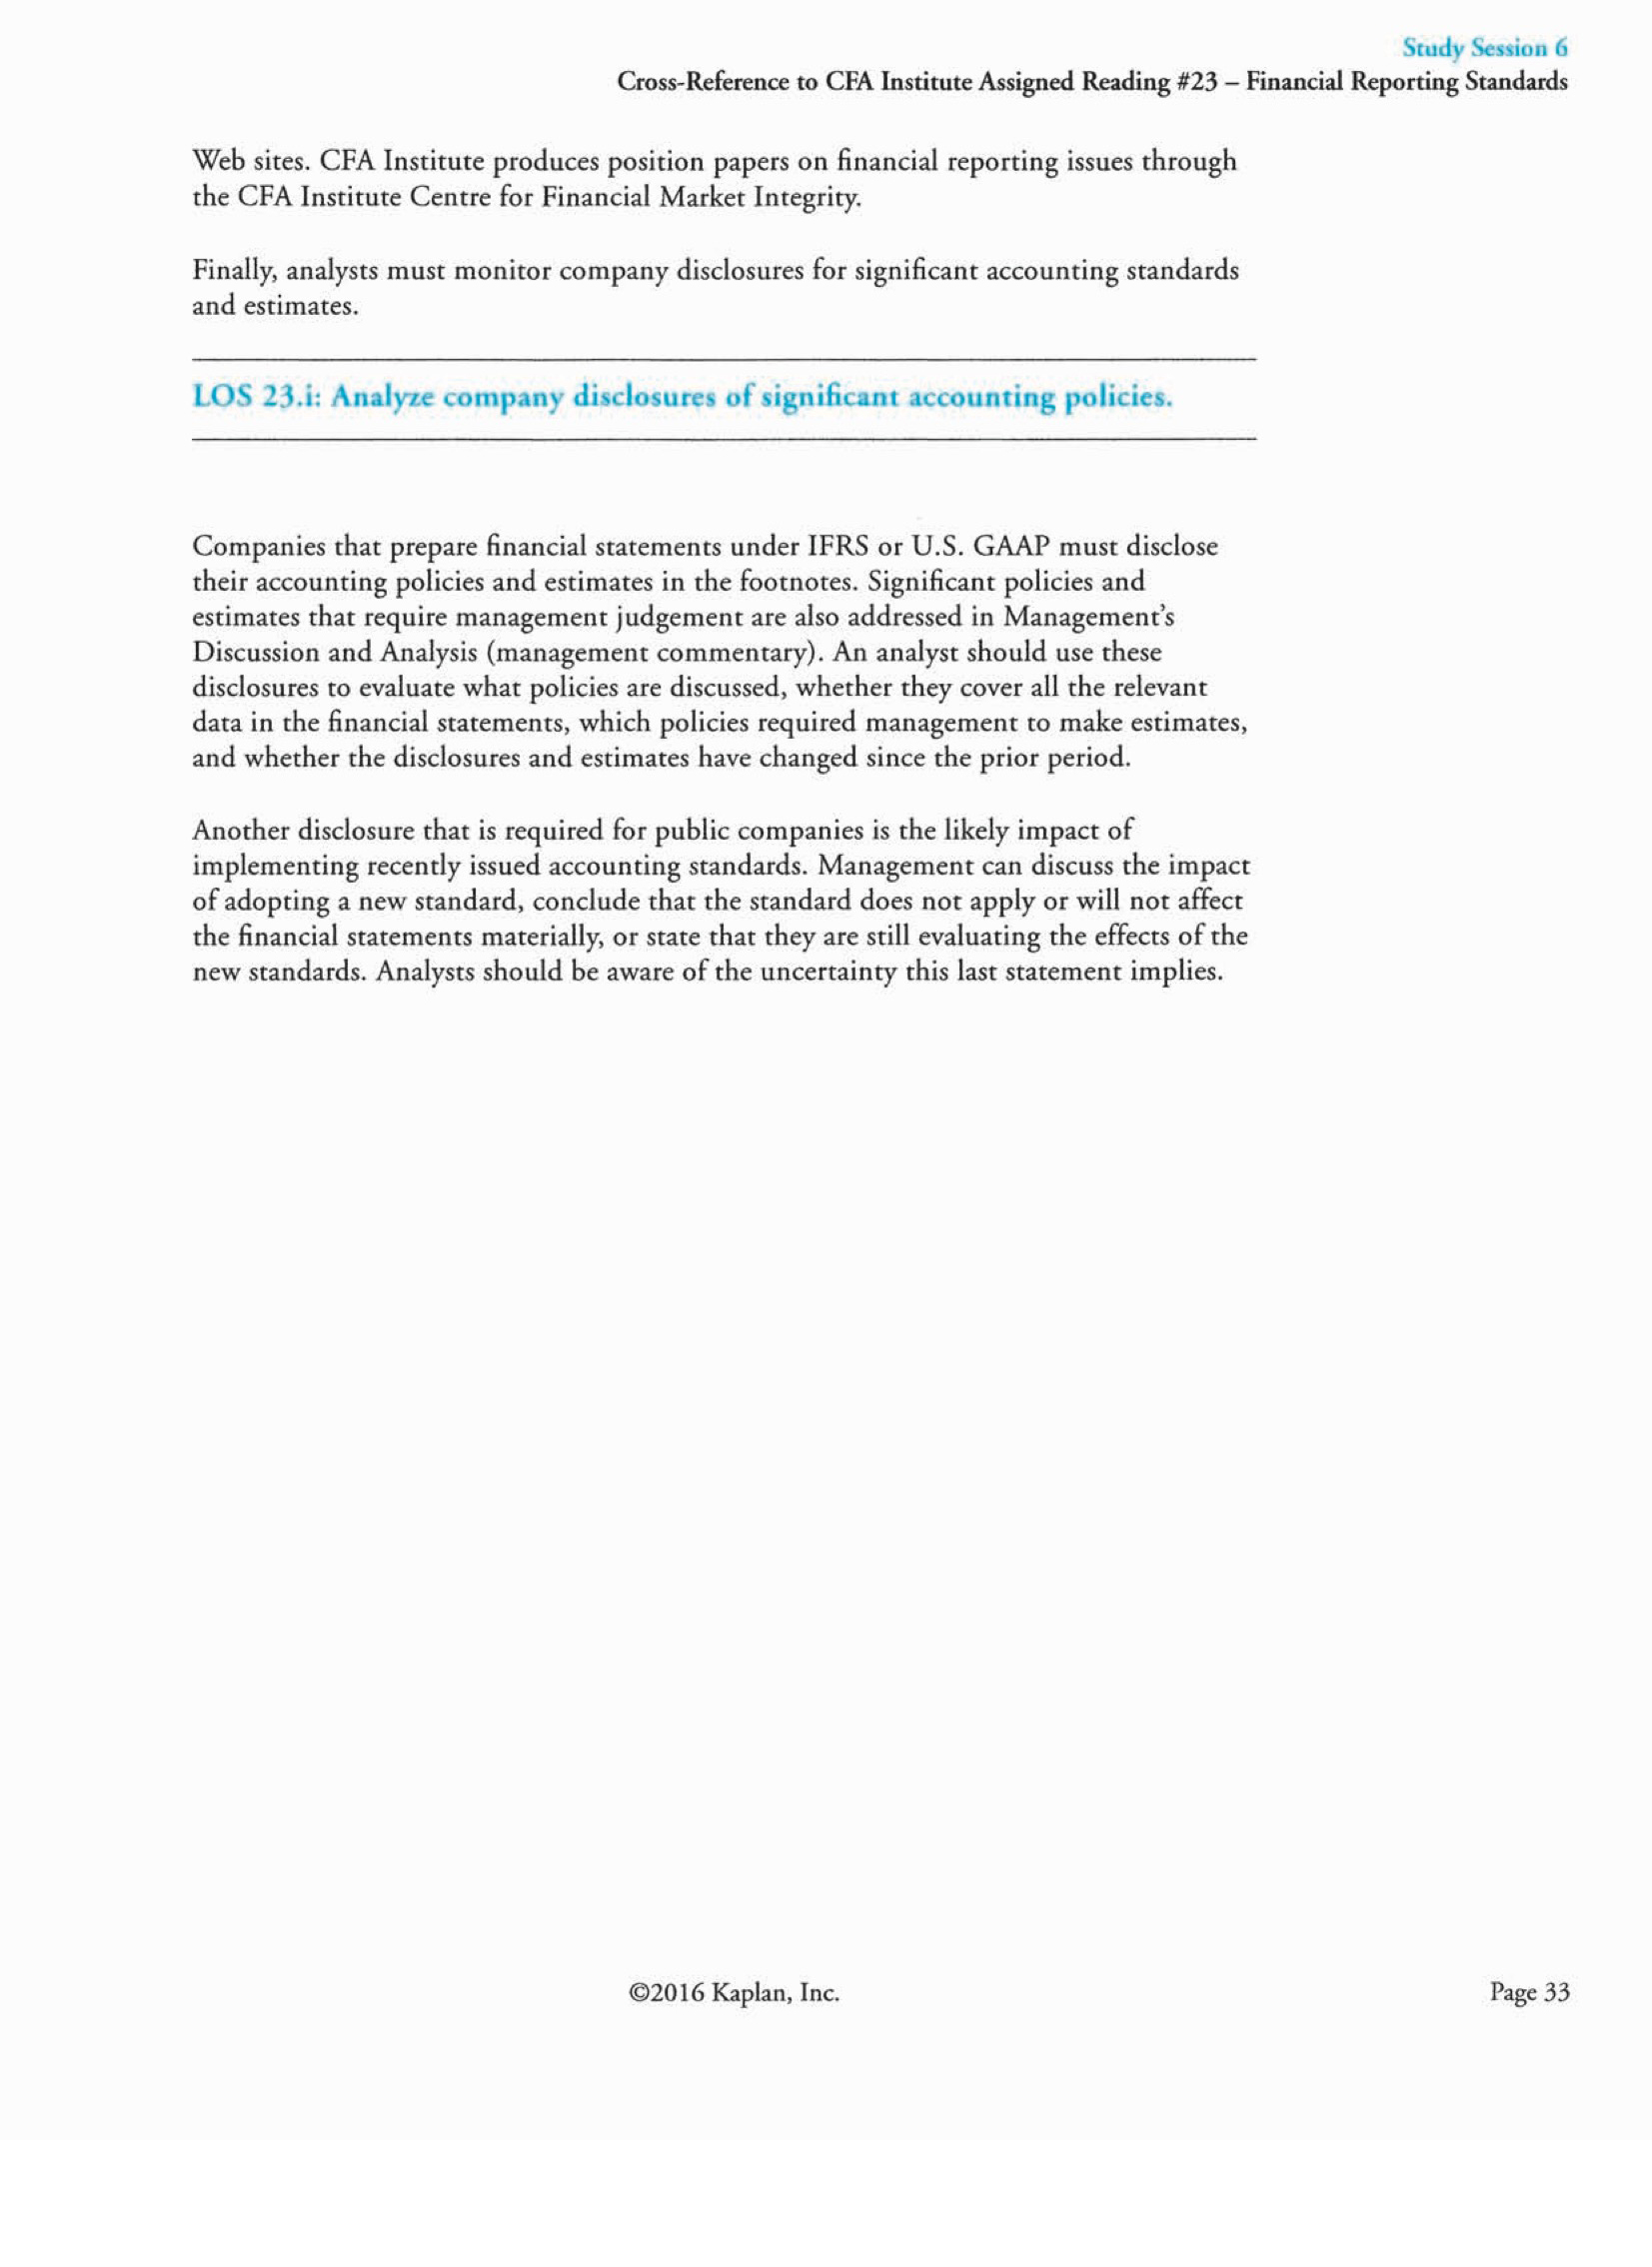 Study Session 6
Cross-Reference to CFA Institute Assigned Reading #23 – Financial Reporting Standards
Web sites. CFA Institute produces position papers on financial reporting issues through
the CFA Institute Centre for Financial Market Integrity.
Finally, analysts must monitor company disclosures for significant accounting standards
and estimates.
LOS 23.i: Analyze company disclosures of significant accounting policies.
Companies that prepare financial statements under IFRS or U.S. GAAP must disclose
their accounting policies and estimates in the footnotes. Significant policies and
estimates that require management judgement are also addressed in Management’s
Discussion and Analysis (management commentary). An analyst should use these
disclosures to evaluate what policies are discussed, whether they cover all the relevant
data in the financial statements, which policies required management to make estimates,
and whether the disclosures and estimates have changed since the prior period.
Another disclosure that is required for public companies is the likely impact of
implementing recently issued accounting standards. Management can discuss the impact
of adopting a new standard, conclude that the standard does not apply or will not affect
the financial statements materially, or state that they are still evaluating the effects of the
new standards. Analysts should be aware of the uncertainty this last statement implies.
©2016 Kaplan, Inc.
Page 33